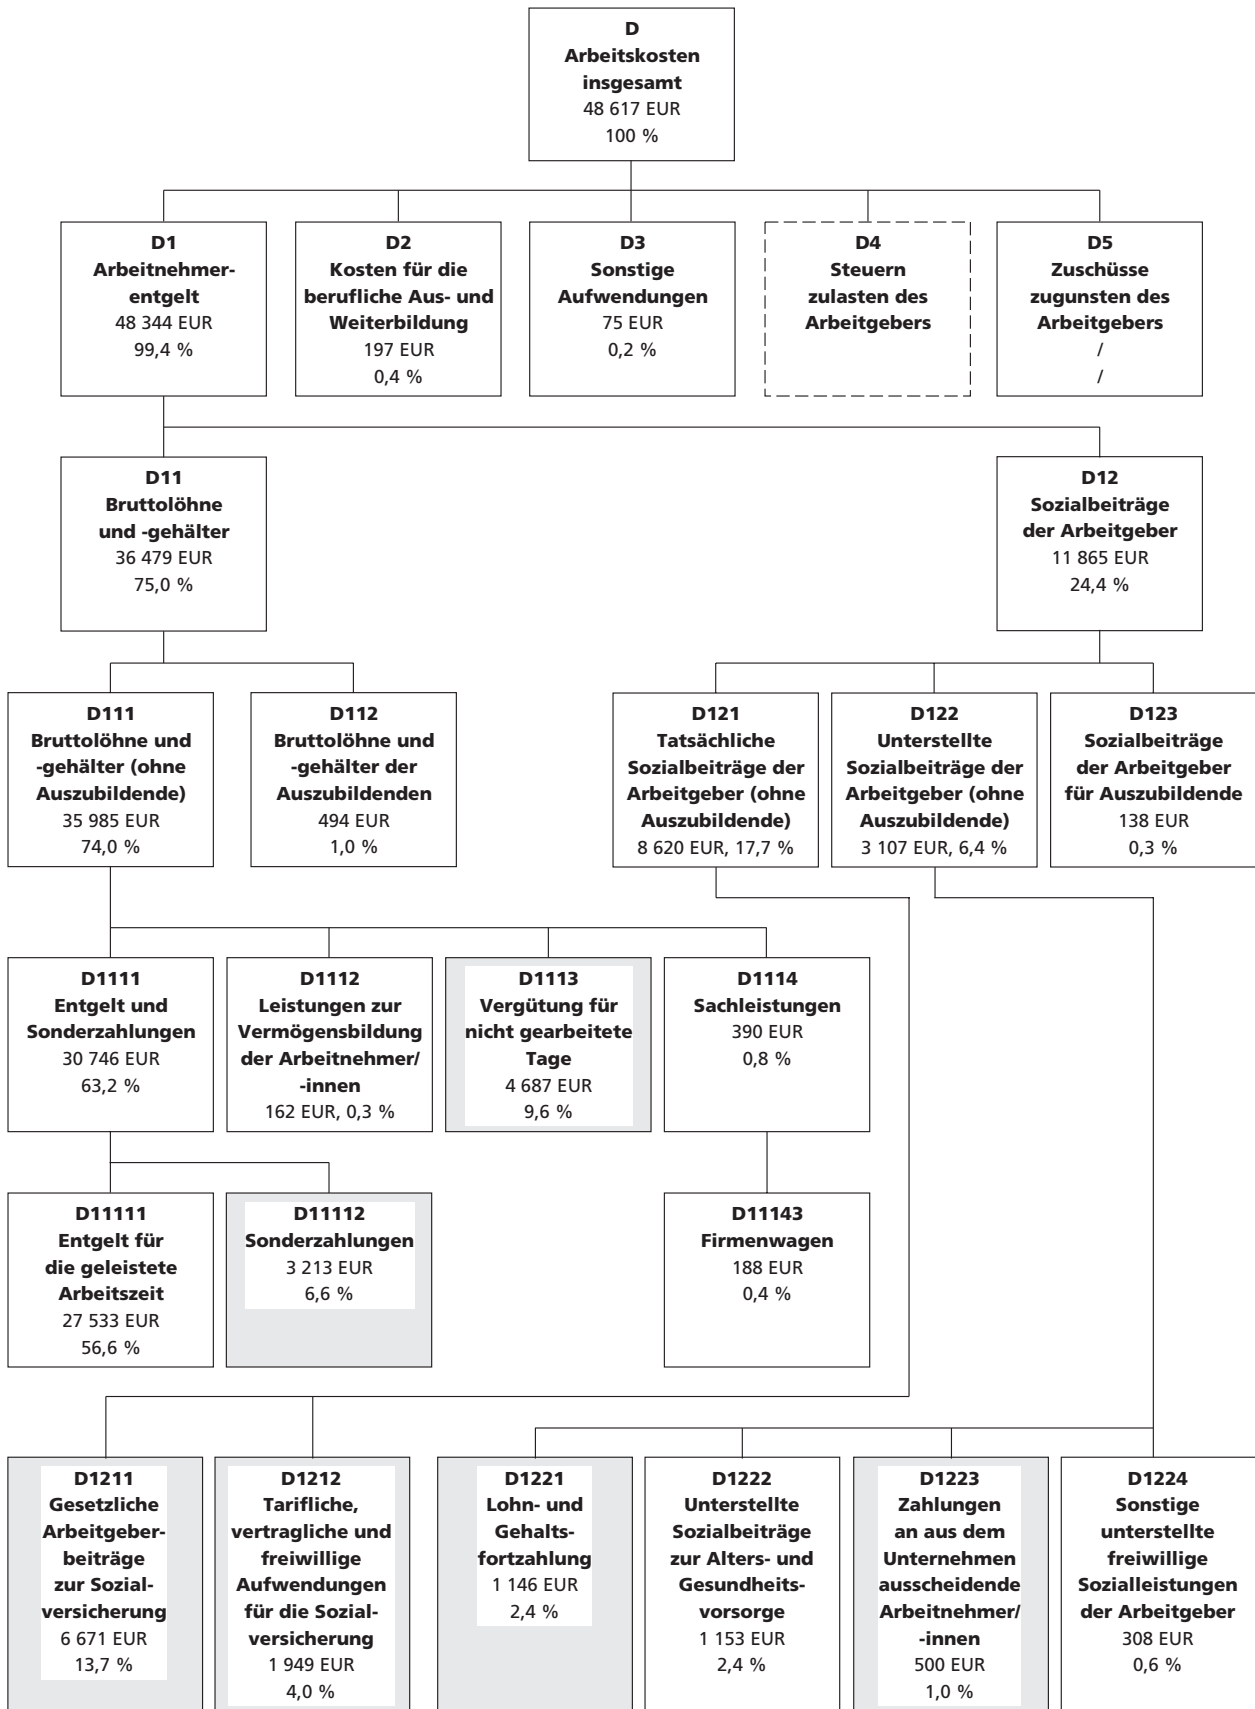 D
Arbeitskosten
insgesamt
48 617 EUR
100 %
D1
Arbeitnehmer-
entgelt
48 344 EUR
99,4 %
D2
Kosten für die
berufliche Aus- und
Weiterbildung
197 EUR
0,4 %
D3
Sonstige
Aufwendungen
75 EUR
0,2 %
D4
Steuern
zulasten des
Arbeitgebers
D5
Zuschüsse
zugunsten des
Arbeitgebers
/
/
D11
Bruttolöhne
und -gehälter
36 479 EUR
75,0 %
D12
Sozialbeiträge
der Arbeitgeber
11 865 EUR
24,4 %
D111
Bruttolöhne und
-gehälter (ohne
Auszubildende)
35 985 EUR
74,0 %
D112
Bruttolöhne und
-gehälter der
Auszubildenden
494 EUR
1,0 %
D121
Tatsächliche
Sozialbeiträge der
Arbeitgeber (ohne
Auszubildende)
8 620 EUR, 17,7 %
D122
Unterstellte
Sozialbeiträge der
Arbeitgeber (ohne
Auszubildende)
3 107 EUR, 6,4 %
D123
Sozialbeiträge
der Arbeitgeber
für Auszubildende
138 EUR
0,3 %
D1111
Entgelt und
Sonderzahlungen
30 746 EUR
63,2 %
D1112
Leistungen zur
Vermögensbildung
der Arbeitnehmer/
-innen
162 EUR, 0,3 %
D1113
Vergütung für
nicht gearbeitete
Tage
4 687 EUR
9,6 %
D1114
Sachleistungen
390 EUR
0,8 %
D11111
Entgelt für
die geleistete
Arbeitszeit
27 533 EUR
56,6 %
D11112
Sonderzahlungen
3 213 EUR
6,6 %
D11143
Firmenwagen
188 EUR
0,4 %
D1211
Gesetzliche
Arbeitgeber-
beiträge
zur Sozial-
versicherung
6 671 EUR
13,7 %
D1212
Tarifliche,
vertragliche und
freiwillige
Aufwendungen
für die Sozial-
versicherung
1 949 EUR
4,0 %
D1221
Lohn- und
Gehalts-
fortzahlung
1 146 EUR
2,4 %
D1222
Unterstellte
Sozialbeiträge
zur Alters- und
Gesundheits-
vorsorge
1 153 EUR
2,4 %
D1223
Zahlungen
an aus dem
Unternehmen
ausscheidende
Arbeitnehmer/
-innen
500 EUR
1,0 %
D1224
Sonstige
unterstellte
freiwillige
Sozialleistungen
der Arbeitgeber
308 EUR
0,6 %